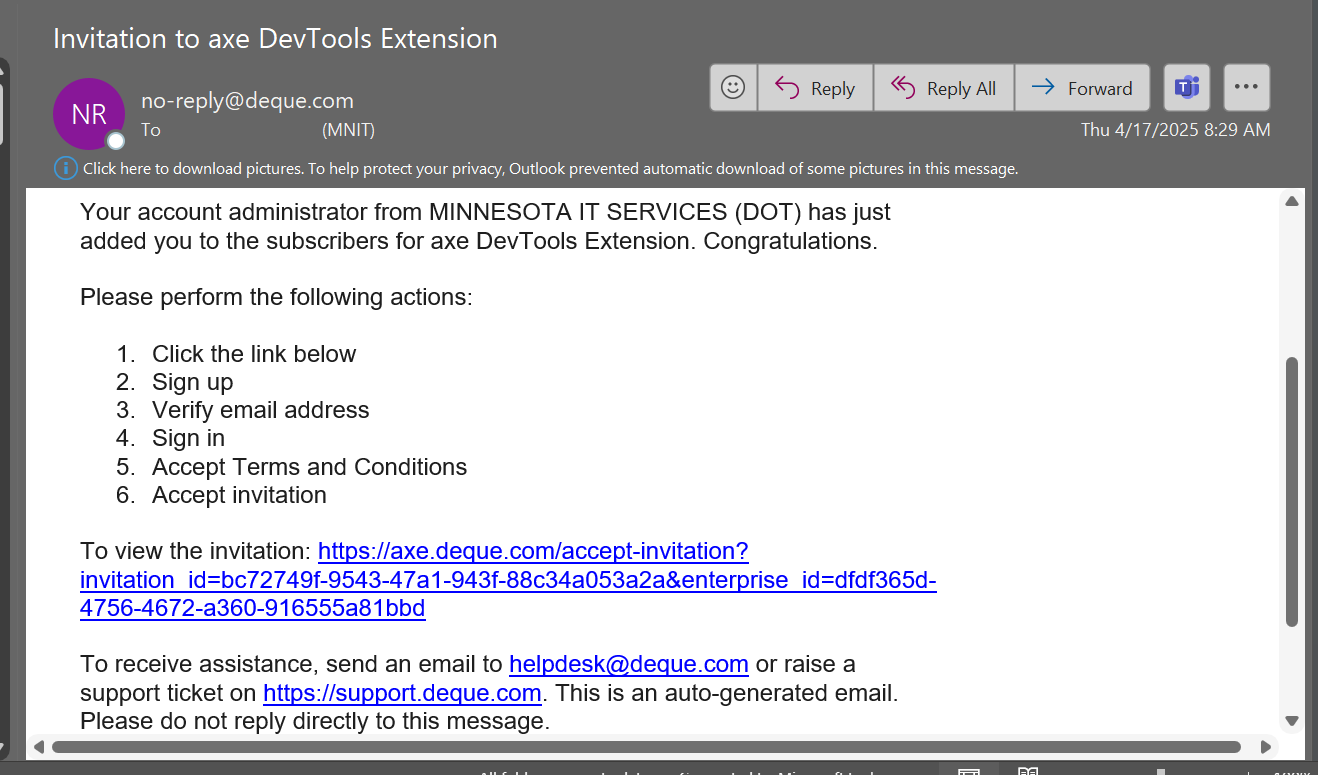 Invitation to axe DevTools Extension
NR
no-reply@deque.com
Reply
Reply All
Forward
To (MNIT)
Thu 4/17/2025 8:29 AM
Click here to download pictures. To help protect your privacy, Outlook prevented automatic download of some pictures in this message.
Your account administrator from MINNESOTA IT SERVICES (DOT) has just
added you to the subscribers for axe DevTools Extension. Congratulations.
Please perform the following actions:
1. Click the link below
2. Sign up
3. Verify email address
4. Sign in
5. Accept Terms and Conditions
6. Accept invitation
To view the invitation: https://axe.deque.com/accept-invitation?
invitation_id=bc72749f-9543-47a1-943f-88c34a053a2a&enterprise_id=dfdf365d-
4756-4672-a360-916555a81bbd
To receive assistance, send an email to helpdesk@deque.com or raise a
support ticket on https://support.deque.com. This is an auto-generated email.
Please do not reply directly to this message.